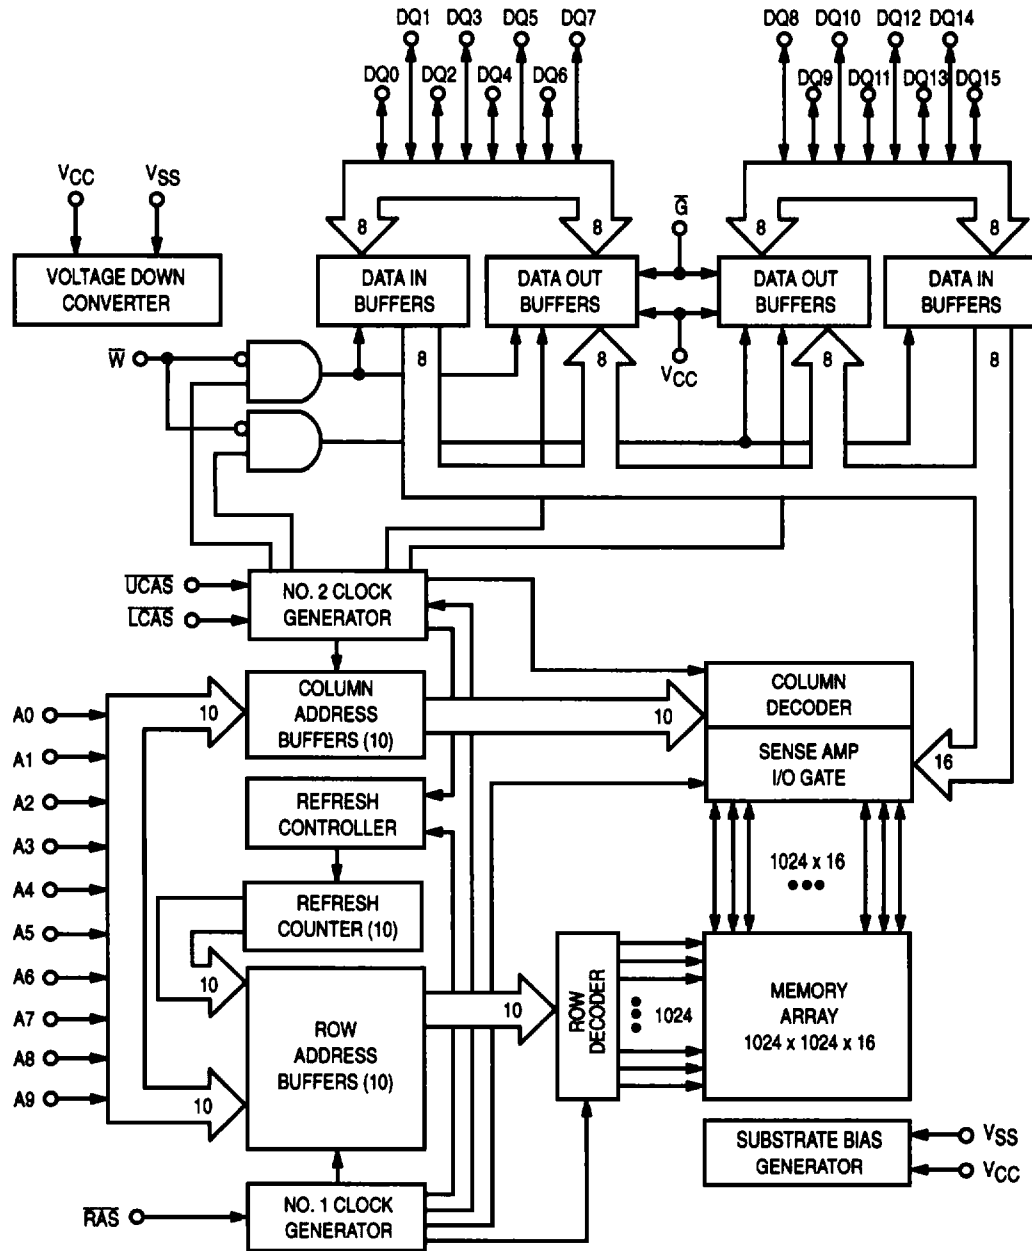 DQ1 DQ3 DQ5 DQ7 DQ8 DQ10 DQ12 DQ14
DQ0 DQ2 DQ4 DQ6 DQ9 DQ11 DQ13 DQ15
VCC VSS
8 8 G̅ 8 8
VOLTAGE DOWN
CONVERTER
DATA IN
BUFFERS
DATA OUT
BUFFERS
DATA OUT
BUFFERS
DATA IN
BUFFERS
W̅
8 8 VCC 8 8
U̅C̅A̅S̅
L̅C̅A̅S̅
NO. 2 CLOCK
GENERATOR
A0
A1
A2
A3
A4
A5
A6
A7
A8
A9
10
COLUMN
ADDRESS
BUFFERS (10)
10
COLUMN
DECODER
SENSE AMP
I/O GATE
16
REFRESH
CONTROLLER
1024 x 16
REFRESH
COUNTER (10)
10
ROW
ADDRESS
BUFFERS (10)
10
10
ROW
DECODER
1024
MEMORY
ARRAY
1024 x 1024 x 16
SUBSTRATE BIAS
GENERATOR
VSS
VCC
R̅A̅S̅
NO. 1 CLOCK
GENERATOR